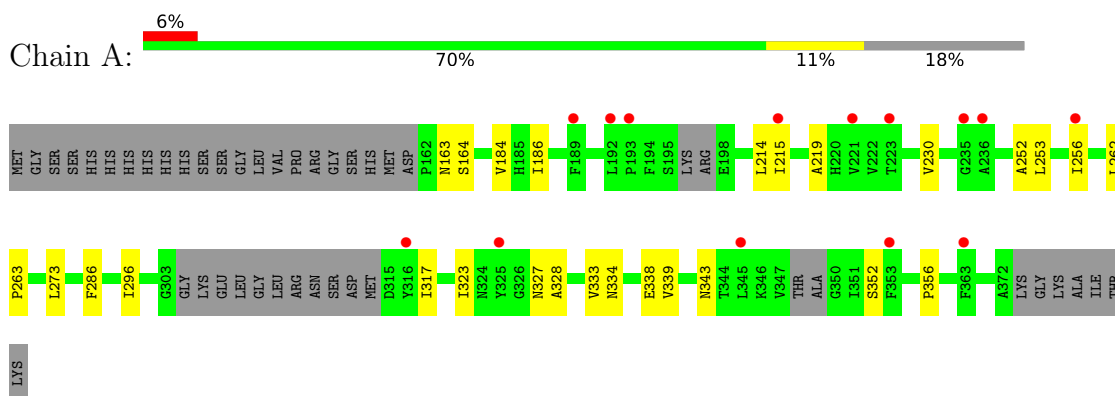 6%
Chain A:
70% 11% 18%
MET GLY SER SER HIS HIS HIS HIS HIS HIS SER SER GLY LEU VAL PRO ARG GLY SER HIS MET ASP P162 N163 S164 V184 H185 I186 F189 L192 P193 F194 S195 LYS ARG E198 L214 I215 A219 H220 V221 V222 T223 V230 G235 A236 A252 L253 I256 L262
P263 L273 F286 I296 G303 GLY LYS GLU LEU GLY LEU ARG ASN SER ASP MET D315 Y316 I317 I323 N324 Y325 G326 N327 A328 V333 N334 E338 V339 N343 T344 L345 K346 V347 THR ALA G350 I351 S352 F353 P356 F363 A372 LYS GLY LYS ALA ILE THR
LYS